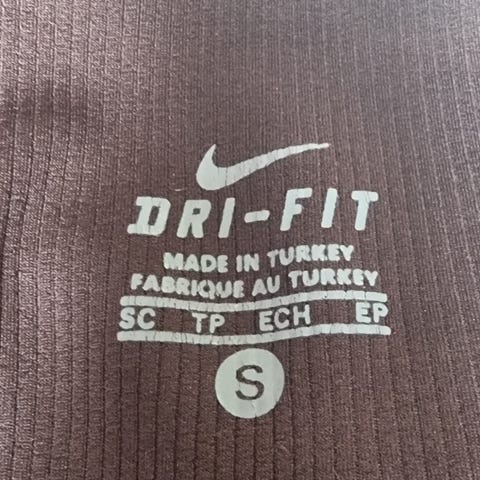 DRI-FIT
MADE IN TURKEY
FABRIQUE AU TURKEY
SC TP ECH EP
S